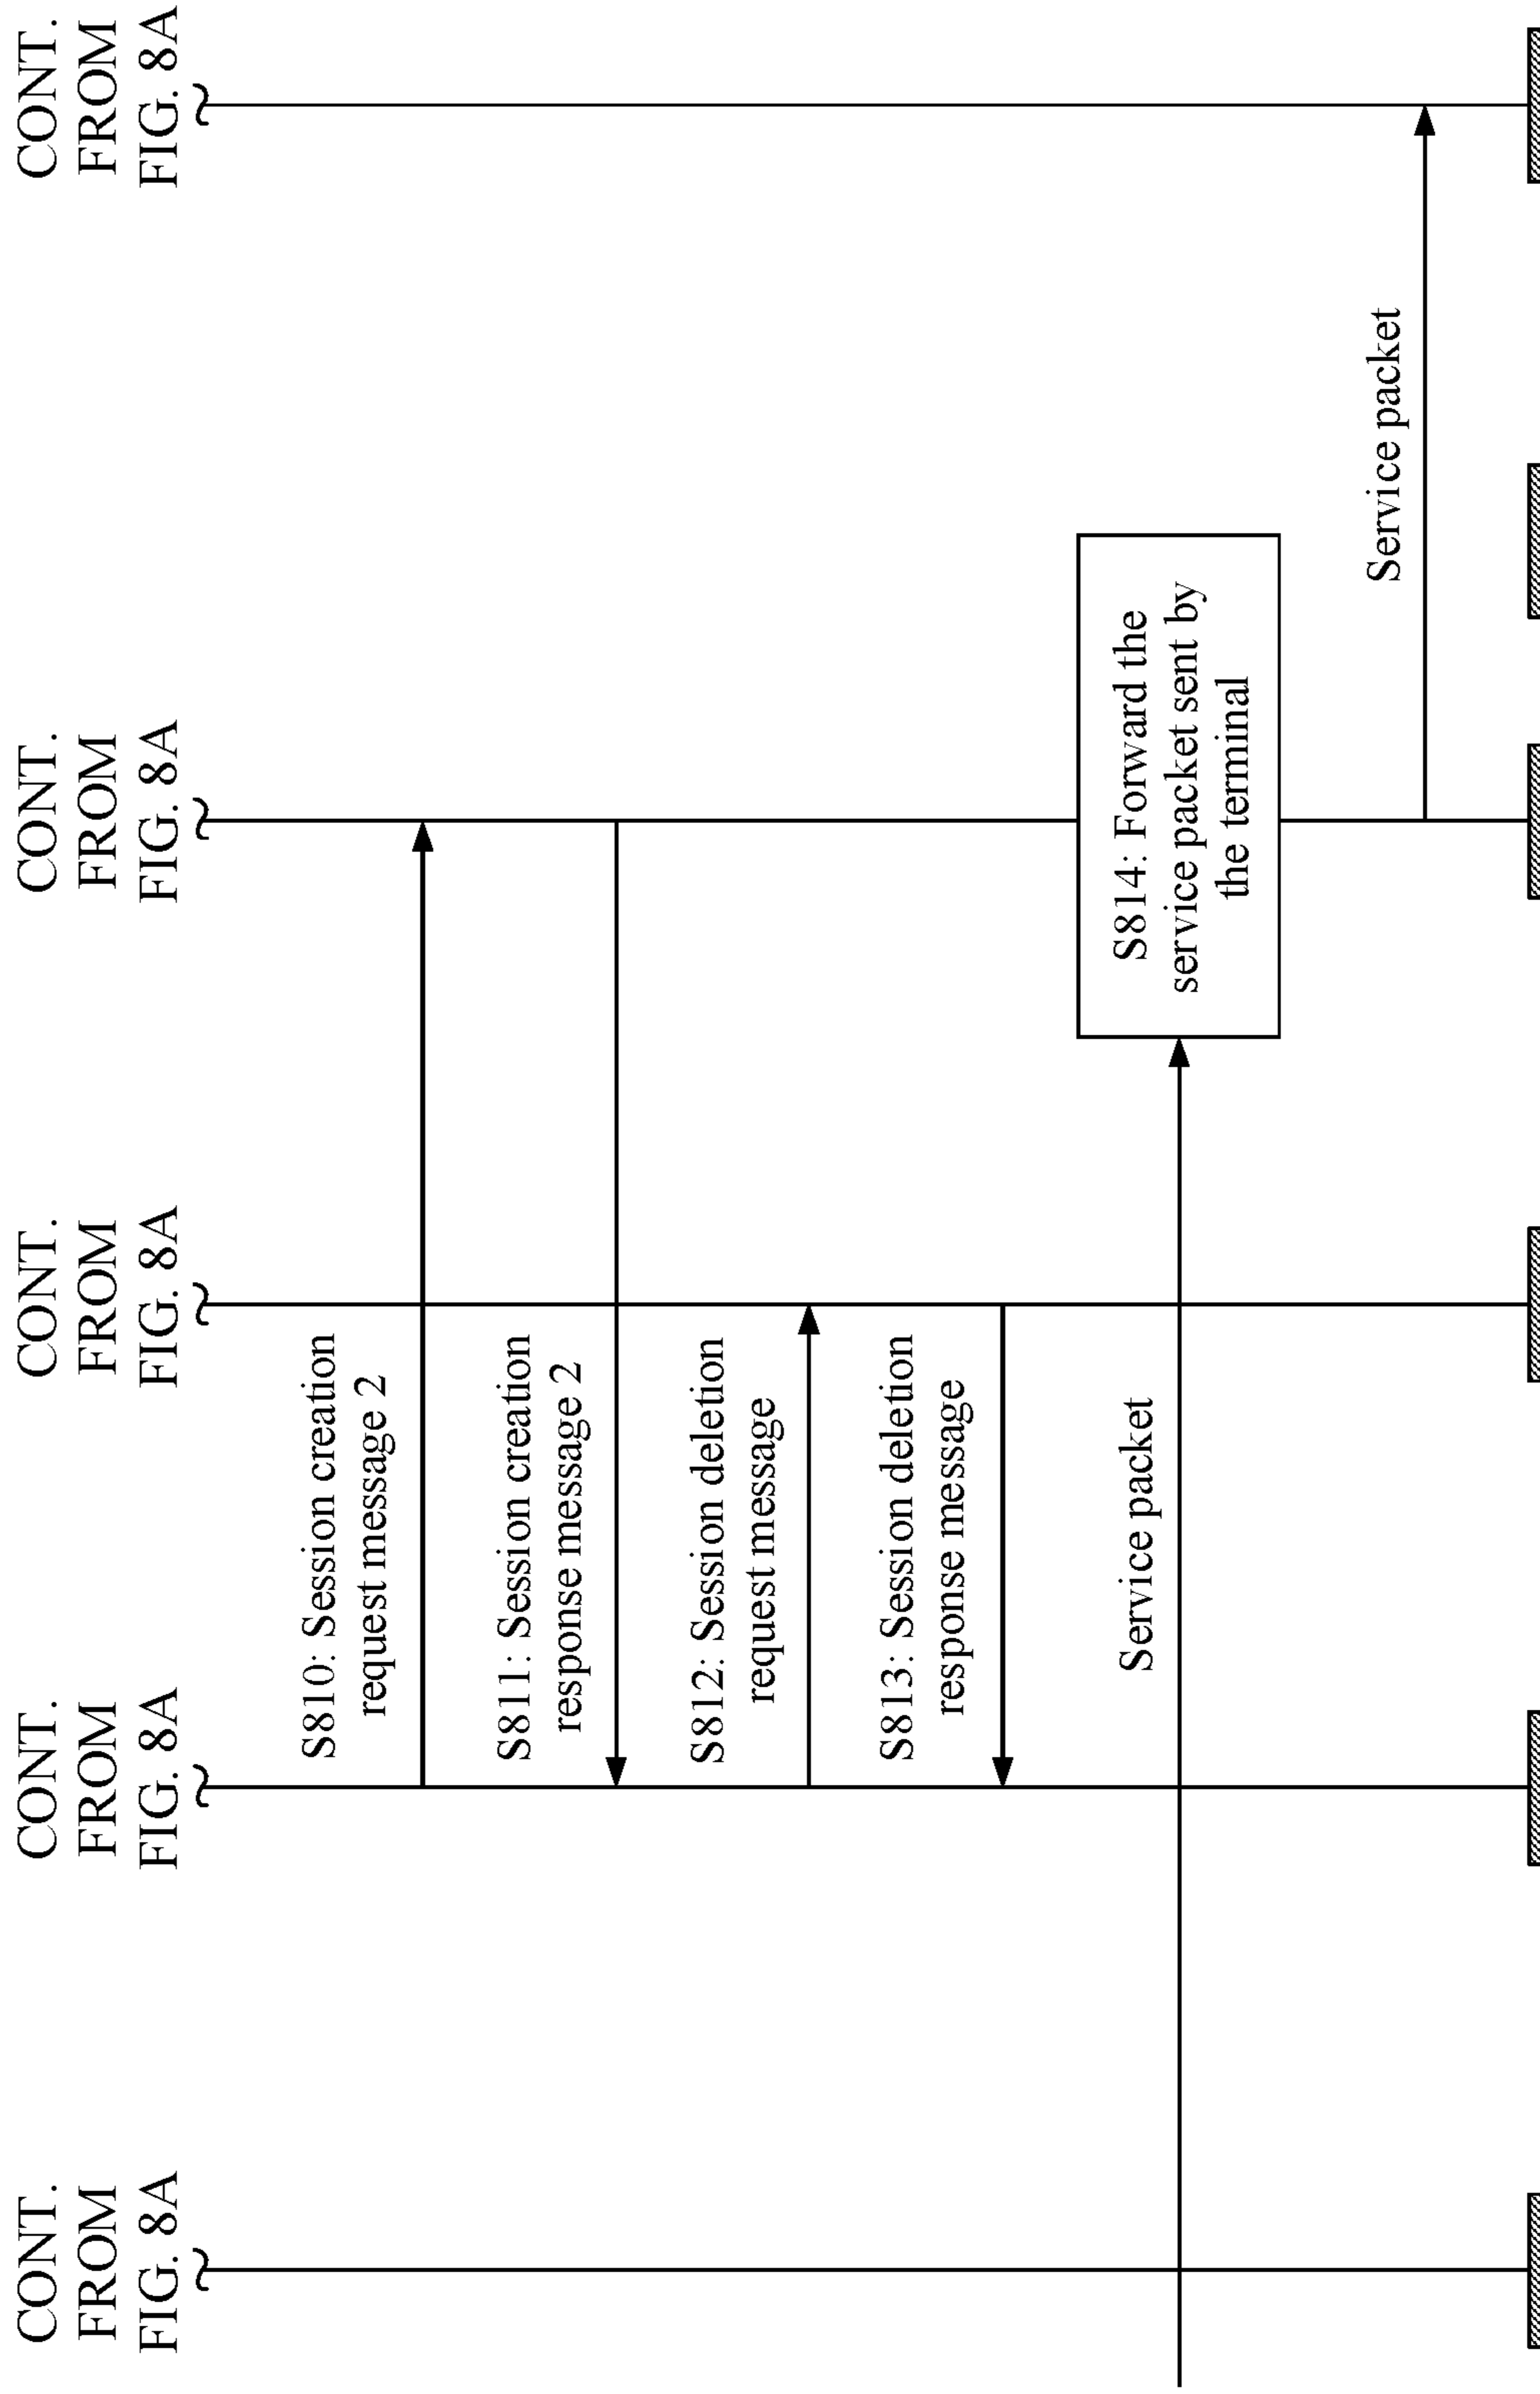 CONT.
FROM
FIG. 8A
CONT.
FROM
FIG. 8A
CONT.
FROM
FIG. 8A
CONT.
FROM
FIG. 8A
CONT.
FROM
FIG. 8A
S810: Session creation
request message 2
S811: Session creation
response message 2
S812: Session deletion
request message
S813: Session deletion
response message
Service packet
S814: Forward the
service packet sent by
the terminal
Service packet